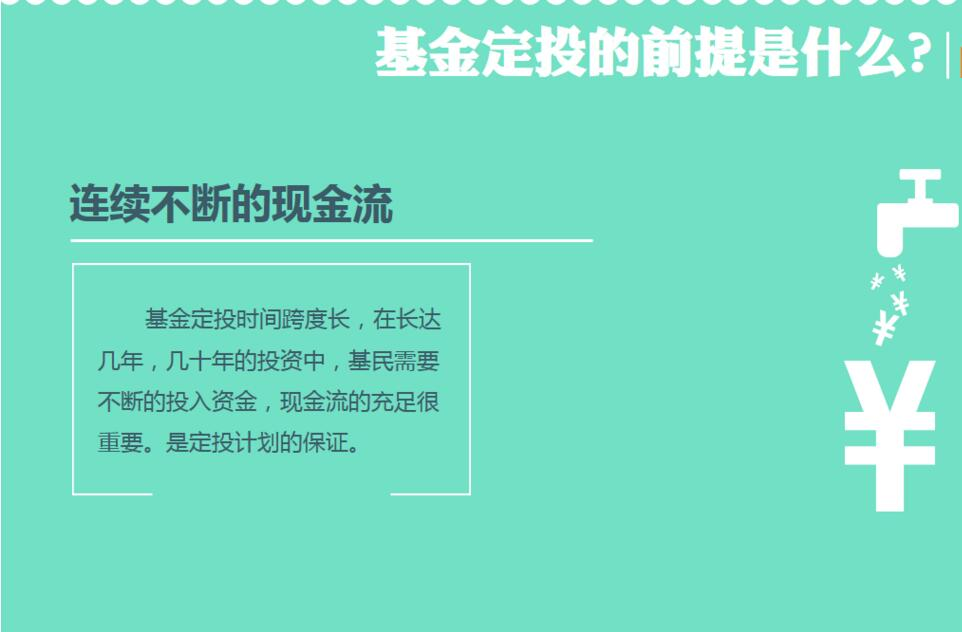 基金定投的前提是什么?
连续不断的现金流
基金定投时间跨度长，在长达
几年，几十年的投资中，基民需要
不断的投入资金，现金流的充足很
重要。是定投计划的保证。
¥
¥
¥
¥
¥